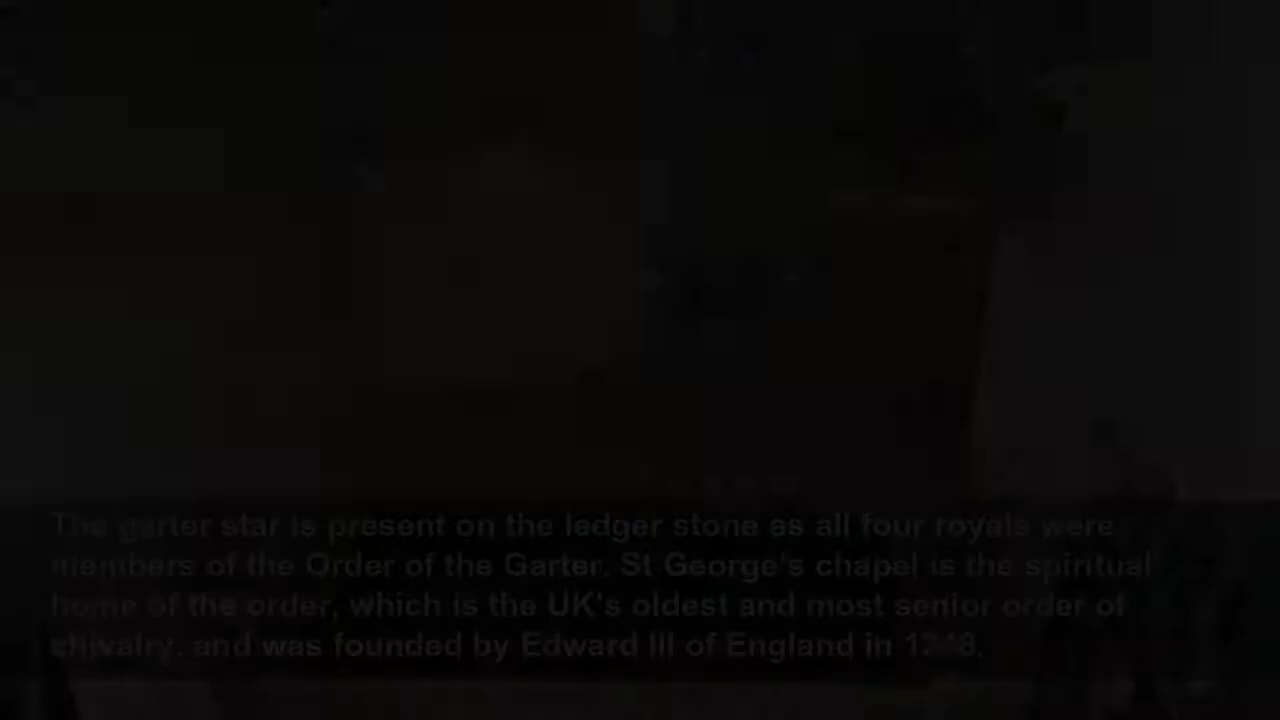 The garter star is present on the ledger stone as all four royals were
members of the Order of the Garter. St George's chapel is the spiritual
home of the order, which is the UK's oldest and most senior order of
chivalry, and was founded by Edward III of England in